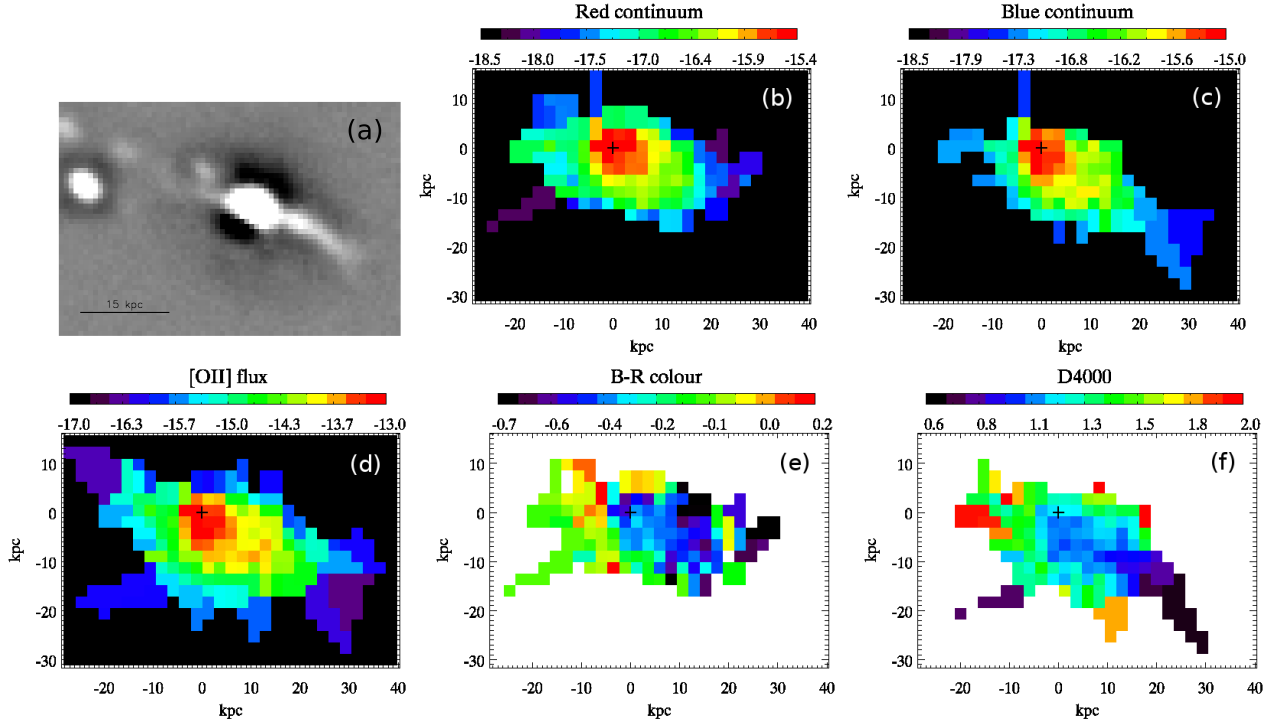 (a)
15 kpc
Red continuum
-18.5 -18.0 -17.5 -17.0 -16.4 -15.9 -15.4
(b)
10
0
-10
-20
-30
kpc
-20 -10 0 10 20 30 40
kpc
Blue continuum
-18.5 -17.9 -17.3 -16.8 -16.2 -15.6 -15.0
(c)
10
0
-10
-20
-30
kpc
-20 -10 0 10 20 30 40
kpc
[OII] flux
-17.0 -16.3 -15.7 -15.0 -14.3 -13.7 -13.0
(d)
10
0
-10
-20
-30
kpc
-20 -10 0 10 20 30 40
kpc
B-R colour
-0.7 -0.6 -0.4 -0.2 -0.1 0.0 0.2
(e)
10
0
-10
-20
-30
kpc
-20 -10 0 10 20 30 40
kpc
D4000
0.6 0.8 1.1 1.3 1.5 1.8 2.0
(f)
10
0
-10
-20
-30
kpc
-20 -10 0 10 20 30 40
kpc